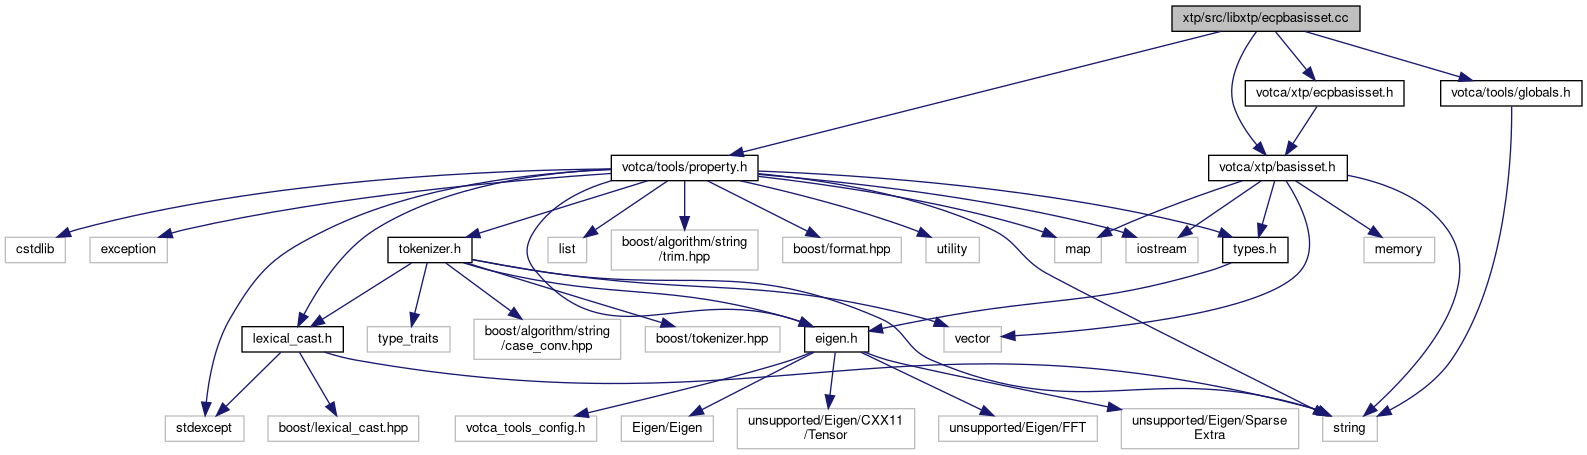 xtp/src/libxtp/ecpbasisset.cc
votca/xtp/ecpbasisset.h
votca/tools/globals.h
votca/tools/property.h
votca/xtp/basisset.h
cstdlib
exception
tokenizer.h
list
boost/algorithm/string
/trim.hpp
boost/format.hpp
utility
map
iostream
types.h
memory
lexical_cast.h
type_traits
boost/algorithm/string
/case_conv.hpp
boost/tokenizer.hpp
eigen.h
vector
stdexcept
boost/lexical_cast.hpp
votca_tools_config.h
Eigen/Eigen
unsupported/Eigen/CXX11
/Tensor
unsupported/Eigen/FFT
unsupported/Eigen/Sparse
Extra
string